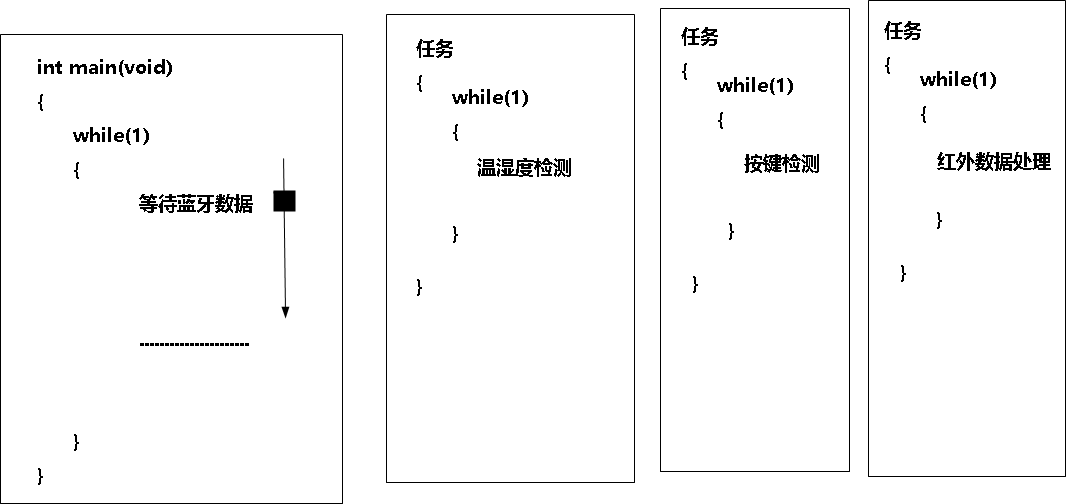 int main(void)
{
while(1)
{
等待蓝牙数据
----------------------
}
}
任务
{
while(1)
{
温湿度检测
}
}
任务
{
while(1)
{
按键检测
}
}
任务
{
while(1)
{
红外数据处理
}
}